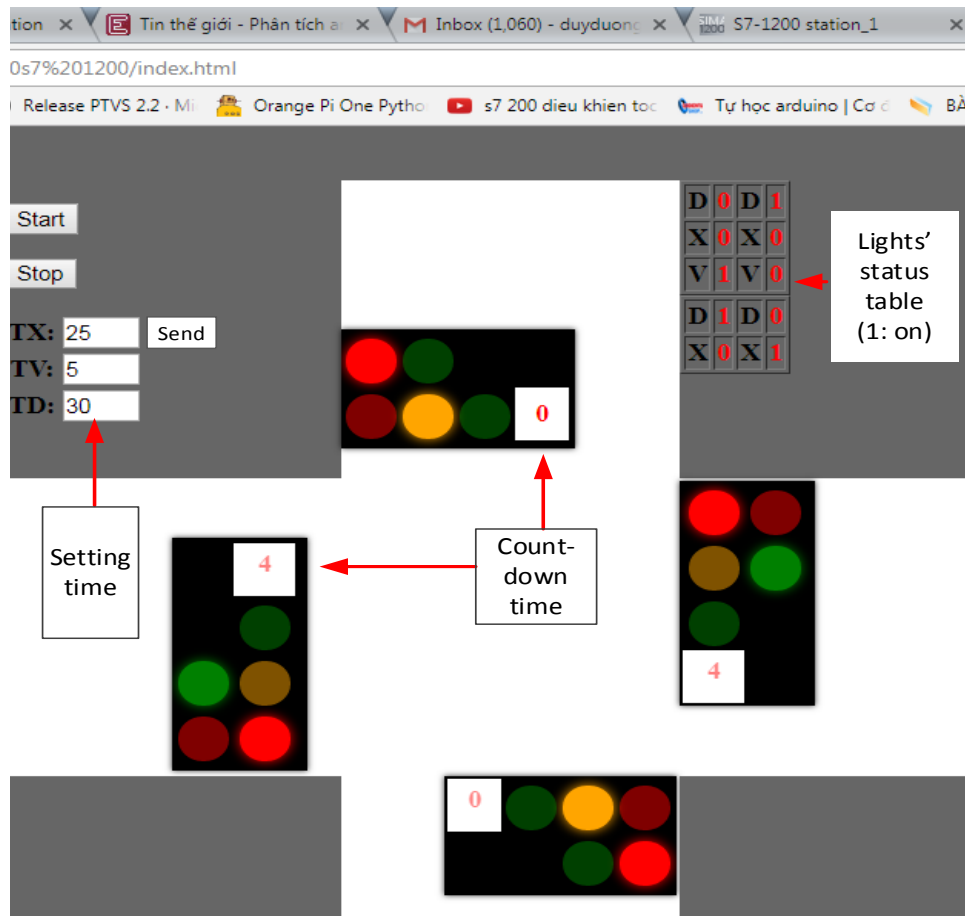 tion × Tin thế giới - Phân tích a × Inbox (1,060) - duyduong × S7-1200 station_1 ×
0s7%201200/index.html
Release PTVS 2.2 · Mi Orange Pi One Pytho s7 200 dieu khien toc Tự học arduino | Cơ BÀ
Start
Stop
TX: 25 Send
TV: 5
TD: 30
D 0 D 1
X 0 X 0
V 1 V 0
D 1 D 0
X 0 X 1
Lights’
status
table
(1: on)
0
Setting
time
4
Count-
down
time
4
0